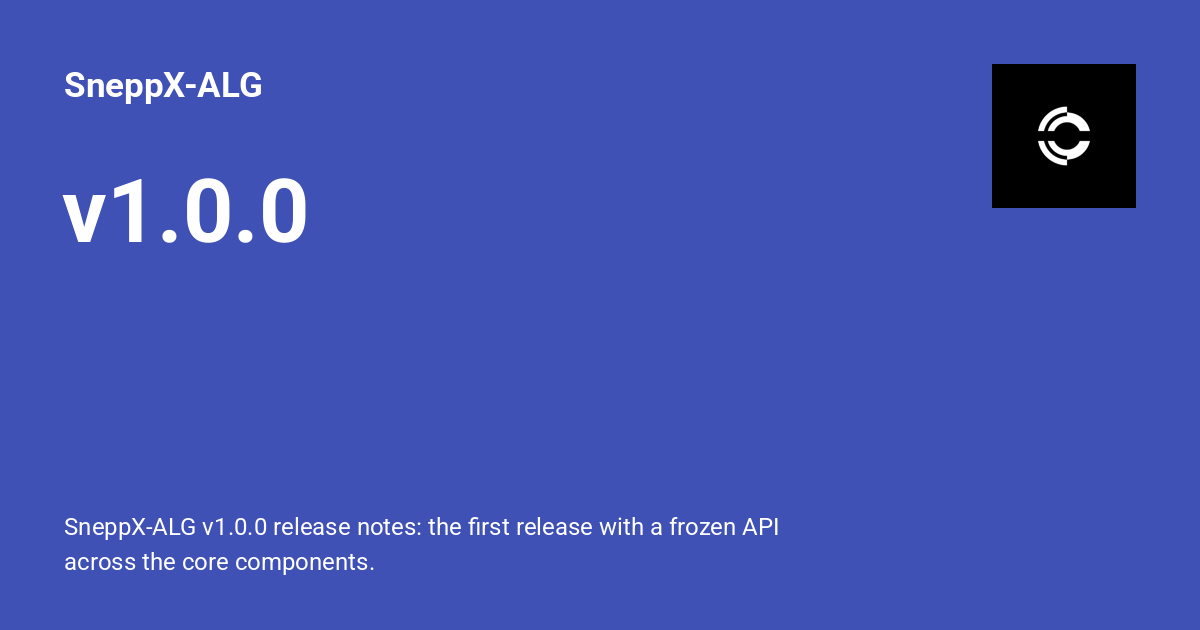 SneppX-ALG
v1.0.0
SneppX-ALG v1.0.0 release notes: the first release with a frozen API
across the core components.